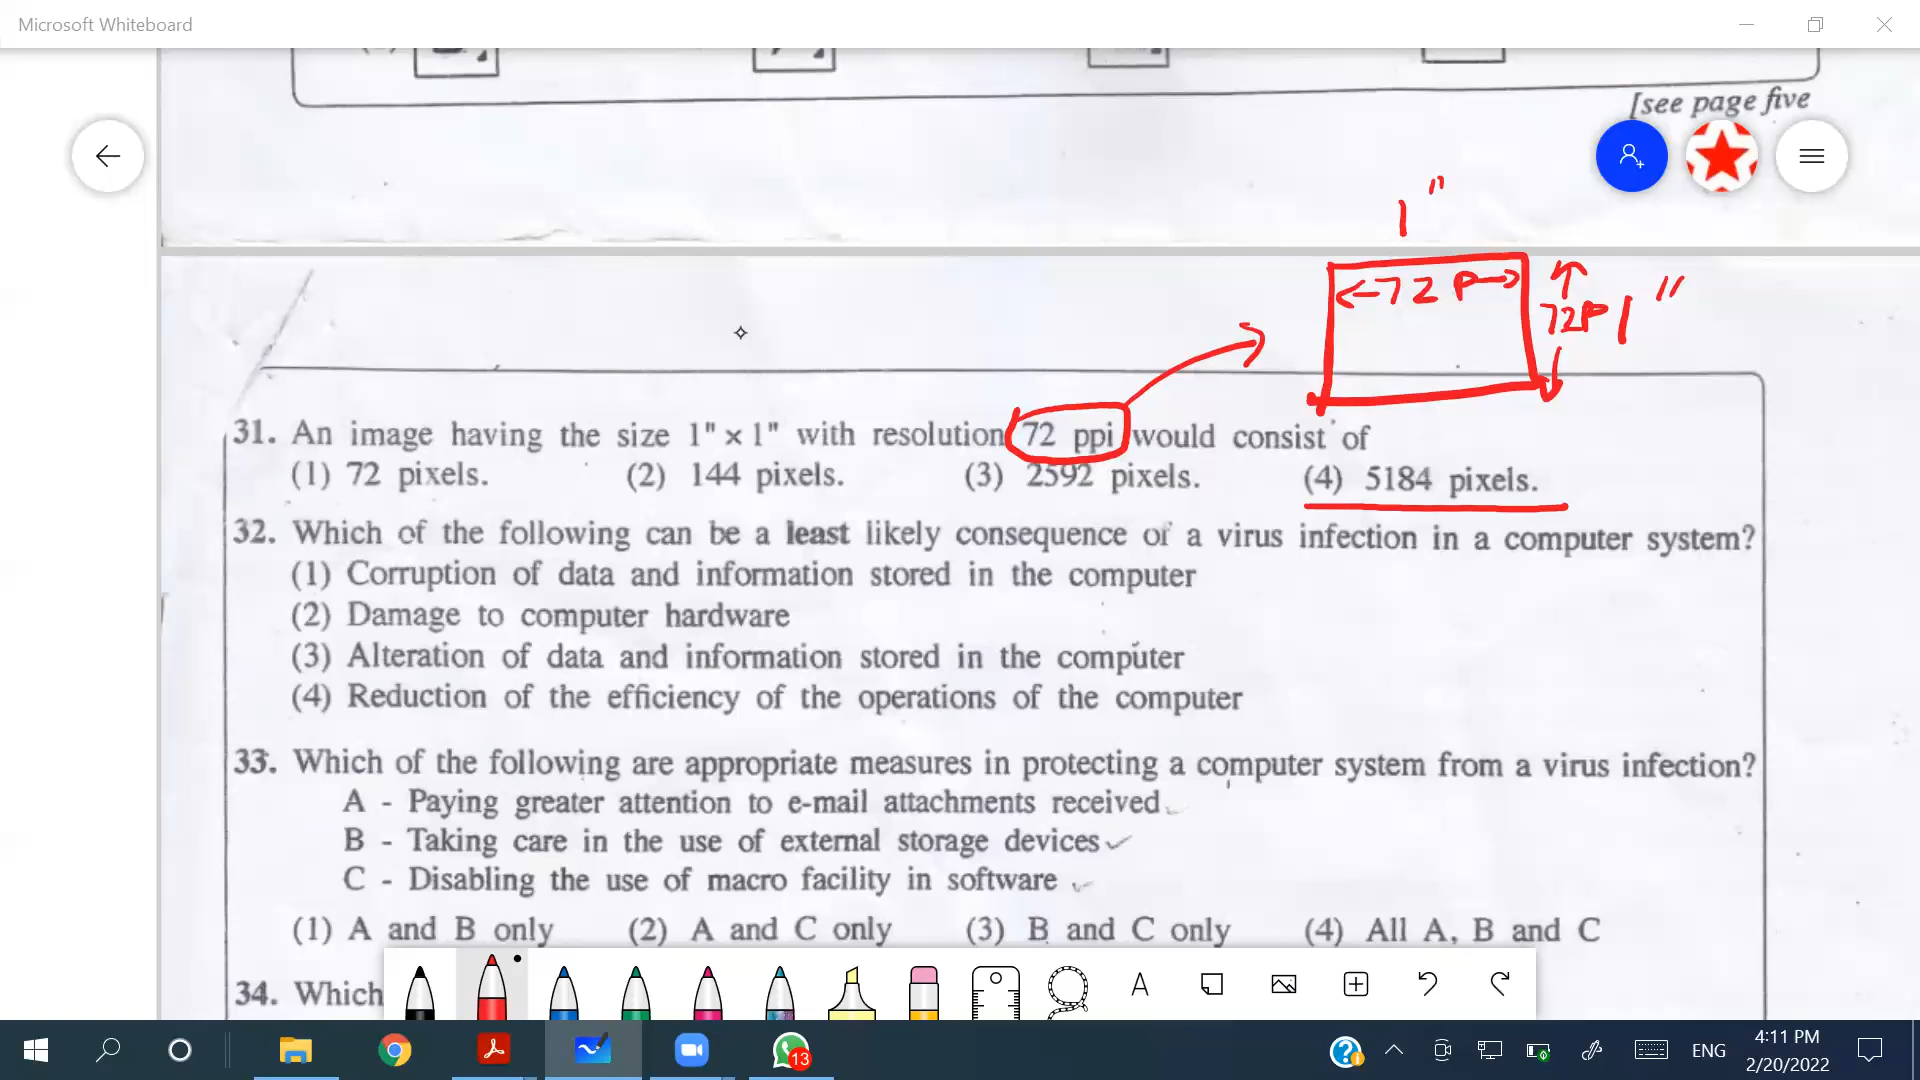 Microsoft Whiteboard
[see page five
1"
←72 P→
72P 1"
31. An image having the size 1" × 1" with resolution 72 ppi would consist of
(1) 72 pixels. (2) 144 pixels. (3) 2592 pixels. (4) 5184 pixels.
32. Which of the following can be a least likely consequence of a virus infection in a computer system?
(1) Corruption of data and information stored in the computer
(2) Damage to computer hardware
(3) Alteration of data and information stored in the computer
(4) Reduction of the efficiency of the operations of the computer
33. Which of the following are appropriate measures in protecting a computer system from a virus infection?
A - Paying greater attention to e-mail attachments received
B - Taking care in the use of external storage devices
C - Disabling the use of macro facility in software
(1) A and B only (2) A and C only (3) B and C only (4) All A, B and C
34. Which
A
13
ENG
4:11 PM
2/20/2022